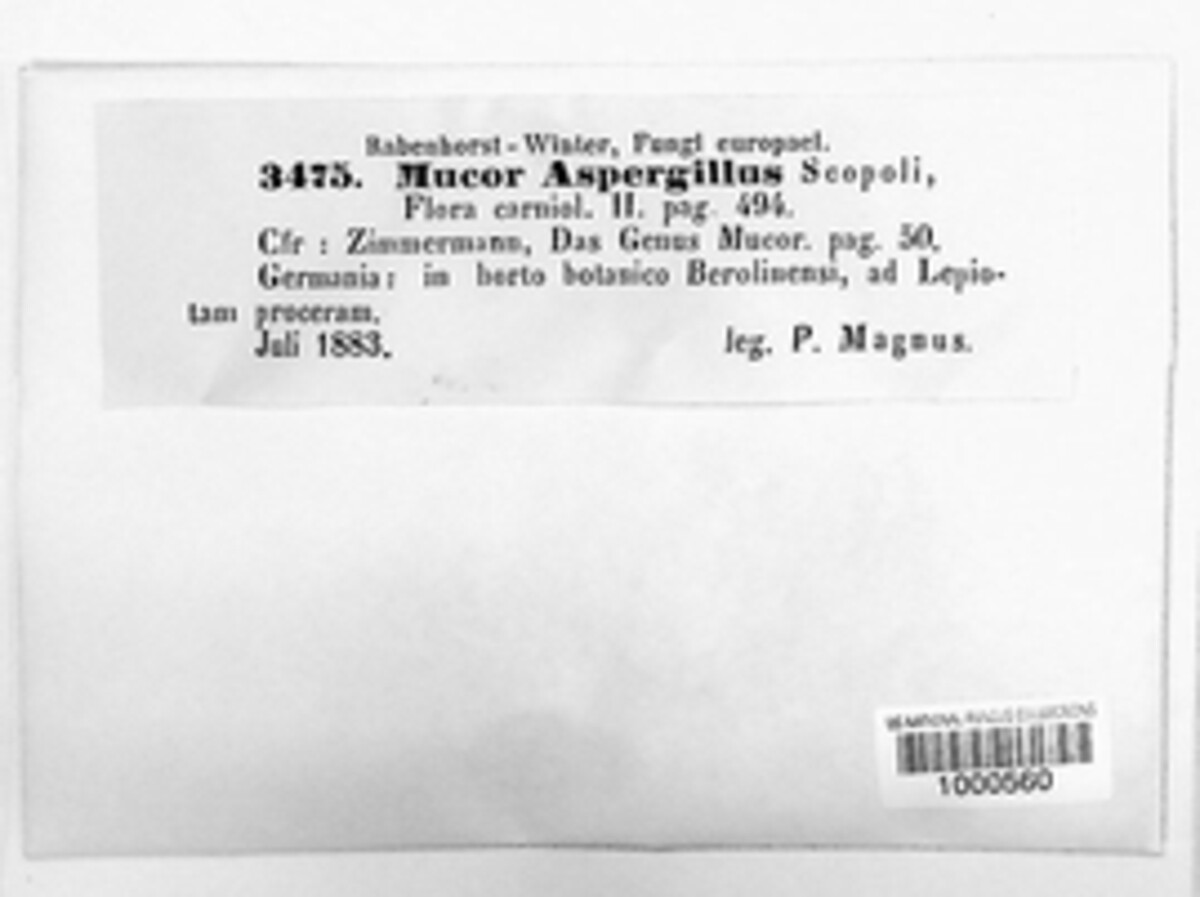 Rabenhorst-Winter, Fungi europaei.
3475. Mucor Aspergillus Scopoli,
Flora carniol. II. pag. 494.
Cfr : Zimmermann, Das Genus Mucor. pag. 50.
Germania: in horto botanico Berolinensi, ad Lepio-
tam proceram.
Juli 1883. leg. P. Magnus.
1000560